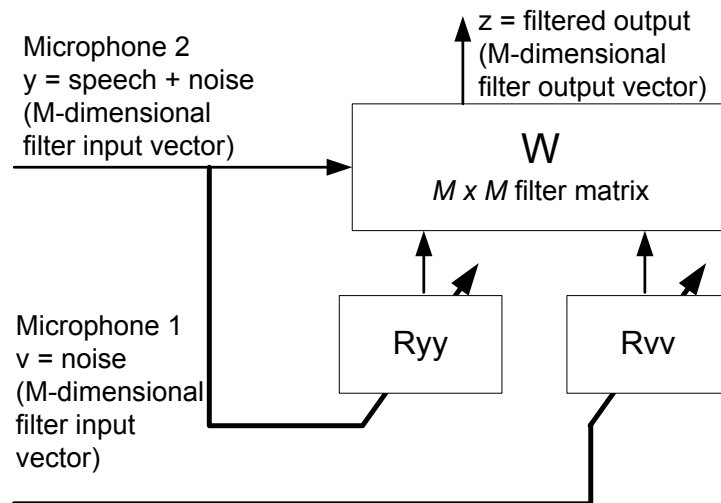 Microphone 2
y = speech + noise
(M-dimensional
filter input vector)
z = filtered output
(M-dimensional
filter output vector)
W
M x M filter matrix
Ryy
Rvv
Microphone 1
v = noise
(M-dimensional
filter input
vector)